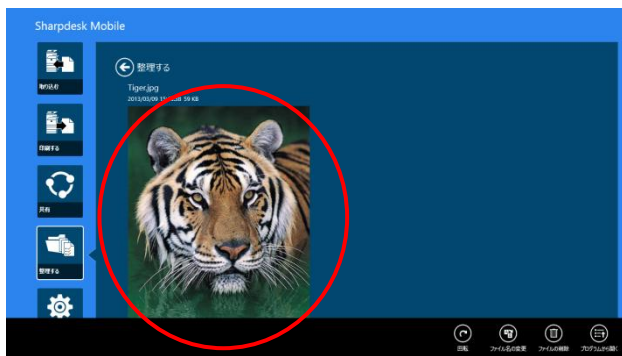 Sharpdesk Mobile
取り込む
整理する
Tiger.jpg
印刷する
共有
整理する
回転
ファイル名の変更
ファイルの削除
プログラムから開く